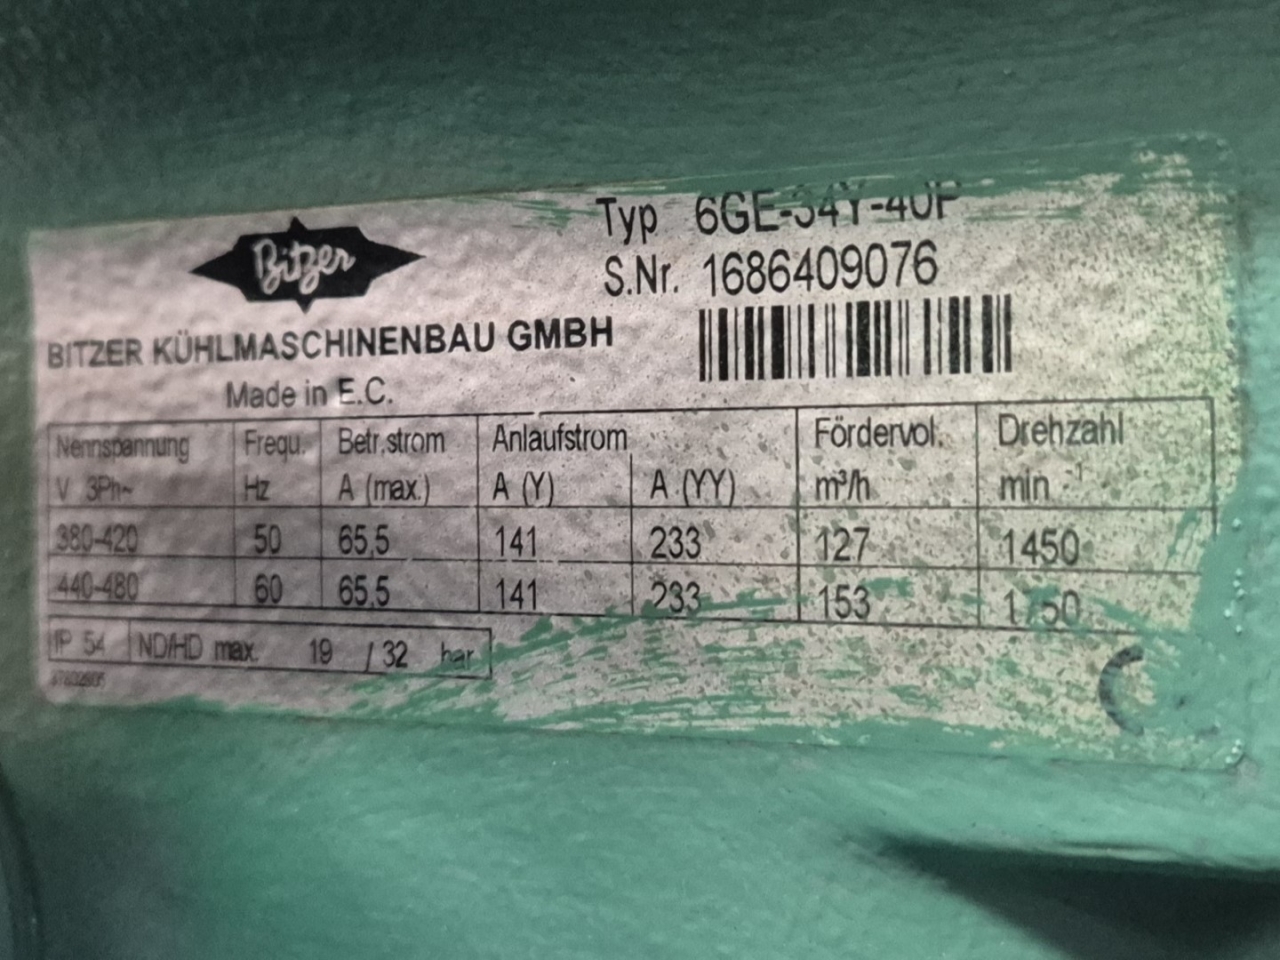 Bitzer
Typ 6GE-34Y-40P
S.Nr. 1686409076
BITZER KÜHLMASCHINENBAU GMBH
Made in E.C.
Nennspannung Frequ. Betr.strom Anlaufstrom Fördervol. Drehzahl
V 3Ph~ Hz A (max.) A (Y) A (YY) m³/h min -1
380-420 50 65,5 141 233 127 1450
440-480 60 65,5 141 233 153 1750
IP 54 ND/HD max. 19 / 32 bar